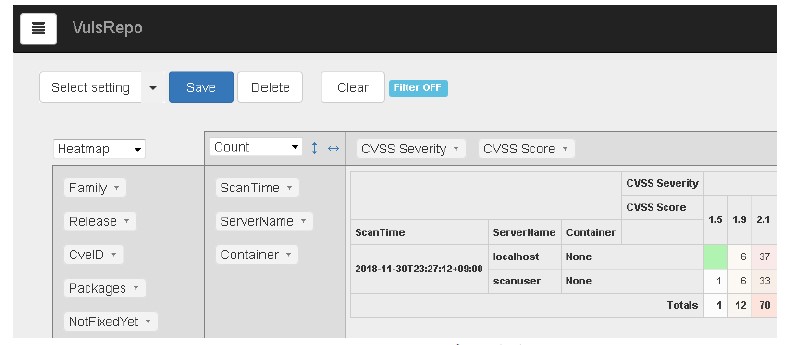 VulsRepo
Select setting Save Delete Clear Filter OFF
Heatmap Count CVSS Severity CVSS Score
Family ScanTime CVSS Severity
Release ServerName CVSS Score 1.5 1.9 2.1
ScanTime ServerName Container
CveID Container localhost None 6 37
2018-11-30T23:27:12+09:00
Packages scanuser None 1 6 33
NotFixedYet Totals 1 12 70